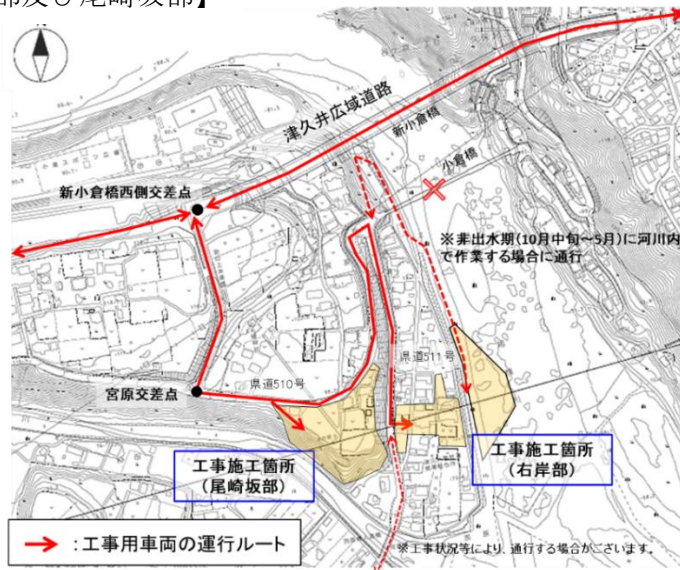 部及び尾崎坂部】
津久井広域道路
新小倉橋
小倉橋
新小倉橋西側交差点
※非出水期(10月中旬～5月)に河川内
で作業する場合に通行
県道510号
県道511号
宮原交差点
工事施工箇所
(尾崎坂部)
工事施工箇所
(右岸部)
:工事用車両の運行ルート
※工事状況等により、通行する場合がございます。